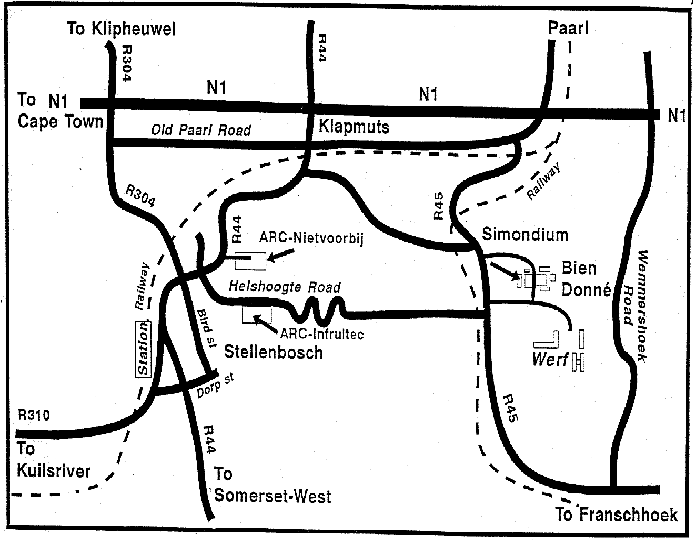 To Klipheuwel
R304
R44
Paarl
To N1
Cape Town
N1
N1
N1
Old Paarl Road
Klapmuts
R304
Railway
R45
R44
ARC-Nietvoorbij
Simondium
Bien
Donné
Wemmershoek
Road
Railway
Helshoogte Road
Bird st
ARC-Infruitec
Station
Stellenbosch
Werf
Dorp st
R310
R45
R44
To
Kuilsriver
To
Somerset-West
To Franschhoek